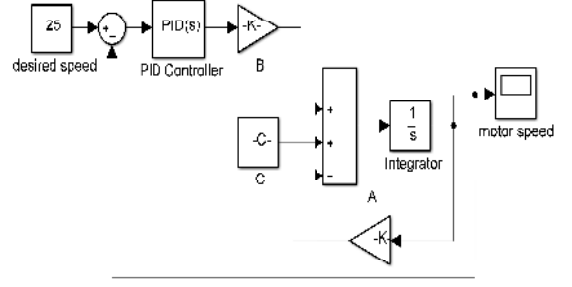 25
+
−
PID(s)
-K-
desired speed
PID Controller
B
+
+
−
-C-
C
1
s
Integrator
motor speed
A
-K-